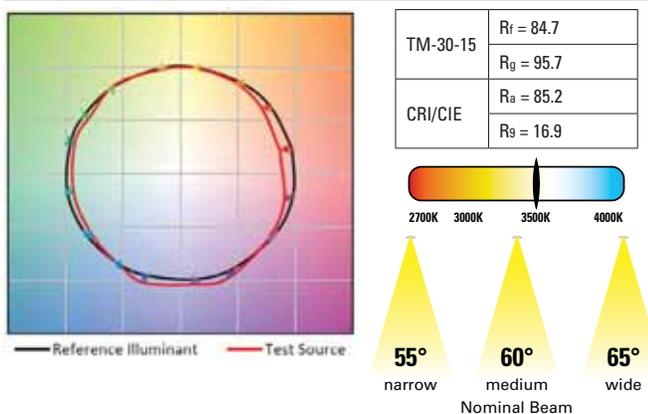 TM-30-15
Rf = 84.7
Rg = 95.7
CRI/CIE
Ra = 85.2
R9 = 16.9
2700K 3000K 3500K 4000K
Reference Illuminant Test Source
55° 60° 65°
narrow medium wide
Nominal Beam